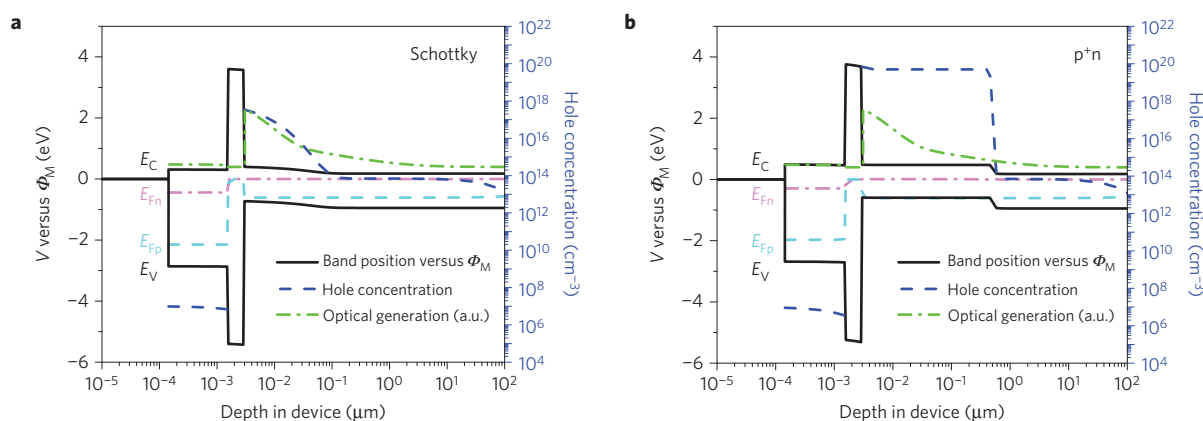 a
Schottky
4
2
0
−2
−4
−6
V versus ΦM (eV)
EC
EFn
EFp
EV
Band position versus ΦM
Hole concentration
Optical generation (a.u.)
10−5 10−4 10−3 10−2 10−1 100 101 102
Depth in device (μm)
1022
1020
1018
1016
1014
1012
1010
108
106
104
Hole concentration (cm−3)
b
p+n
4
2
0
−2
−4
−6
V versus ΦM (eV)
EC
EFn
EFp
EV
Band position versus ΦM
Hole concentration
Optical generation (a.u.)
10−5 10−4 10−3 10−2 10−1 100 101 102
Depth in device (μm)
1022
1020
1018
1016
1014
1012
1010
108
106
104
Hole concentration (cm−3)